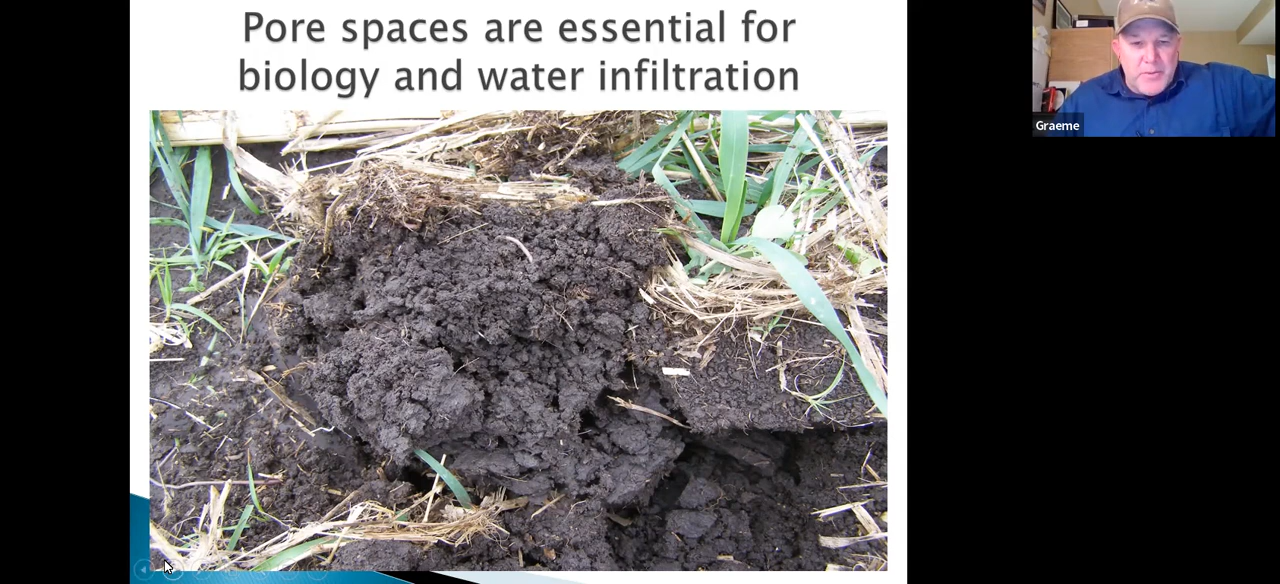 Pore spaces are essential for
biology and water infiltration
Graeme